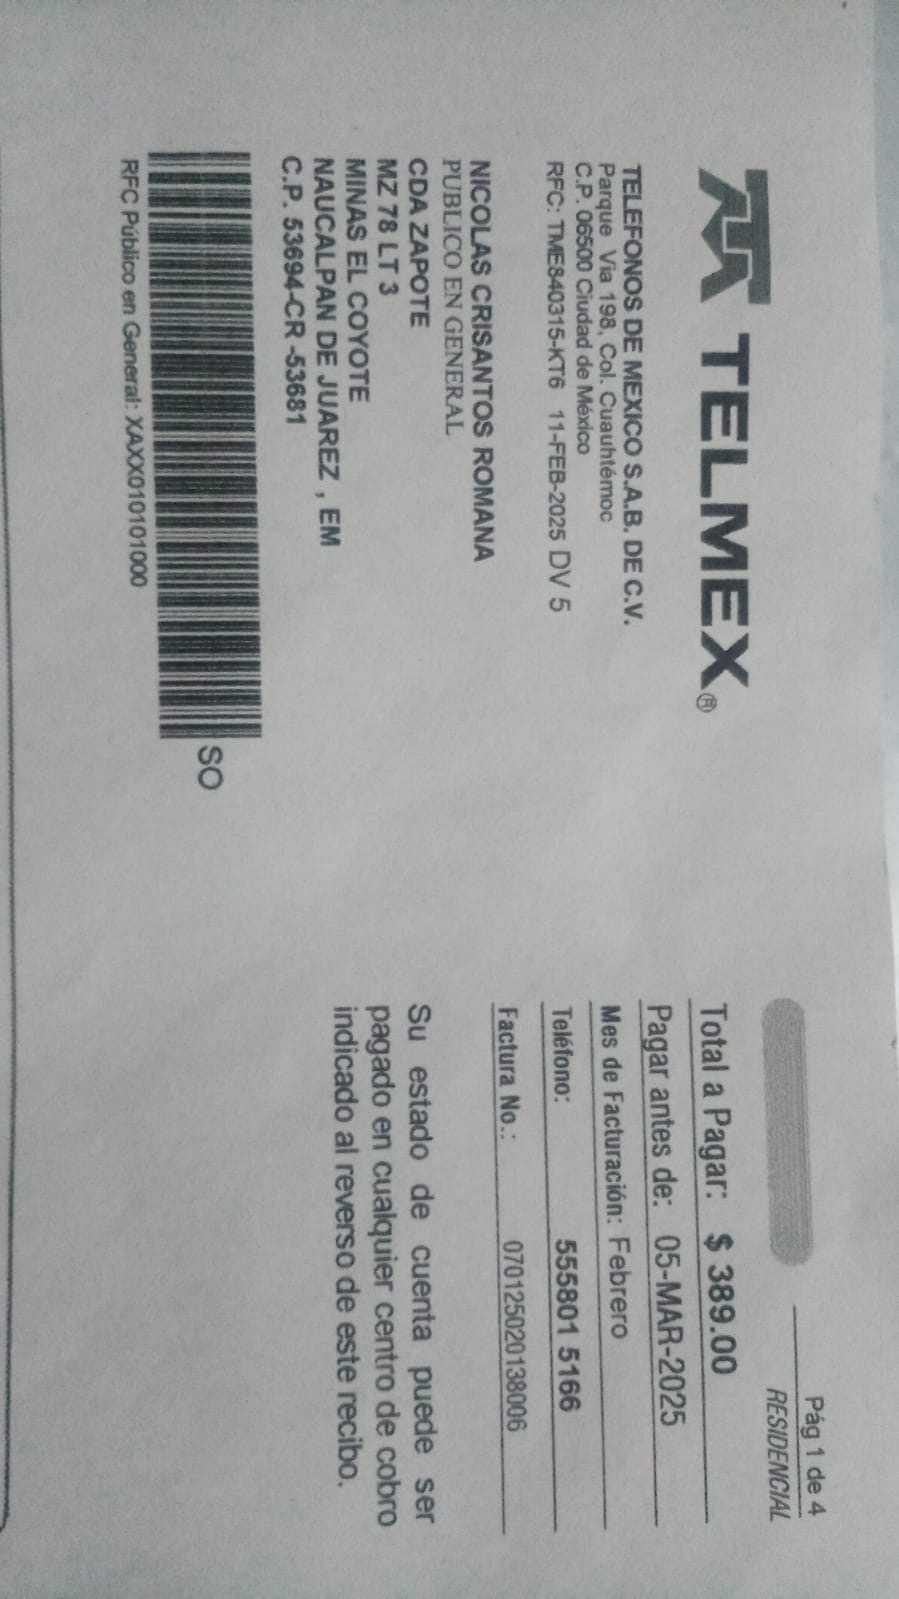 TELMEX®
TELEFONOS DE MEXICO S.A.B. DE C.V.
Parque Vía 198, Col. Cuauhtémoc
C.P. 06500 Ciudad de México
RFC: TME840315-KT6 11-FEB-2025 DV 5
NICOLAS CRISANTOS ROMANA
PUBLICO EN GENERAL
CDA ZAPOTE
MZ 78 LT 3
MINAS EL COYOTE
NAUCALPAN DE JUAREZ , EM
C.P. 53694-CR -53681
SO
RFC Público en General: XAXX010101000
Pág 1 de 4
RESIDENCIAL
Total a Pagar: $ 389.00
Pagar antes de: 05-MAR-2025
Mes de Facturación: Febrero
Teléfono: 555801 5166
Factura No.: 070125020138006
Su estado de cuenta puede ser
pagado en cualquier centro de cobro
indicado al reverso de este recibo.